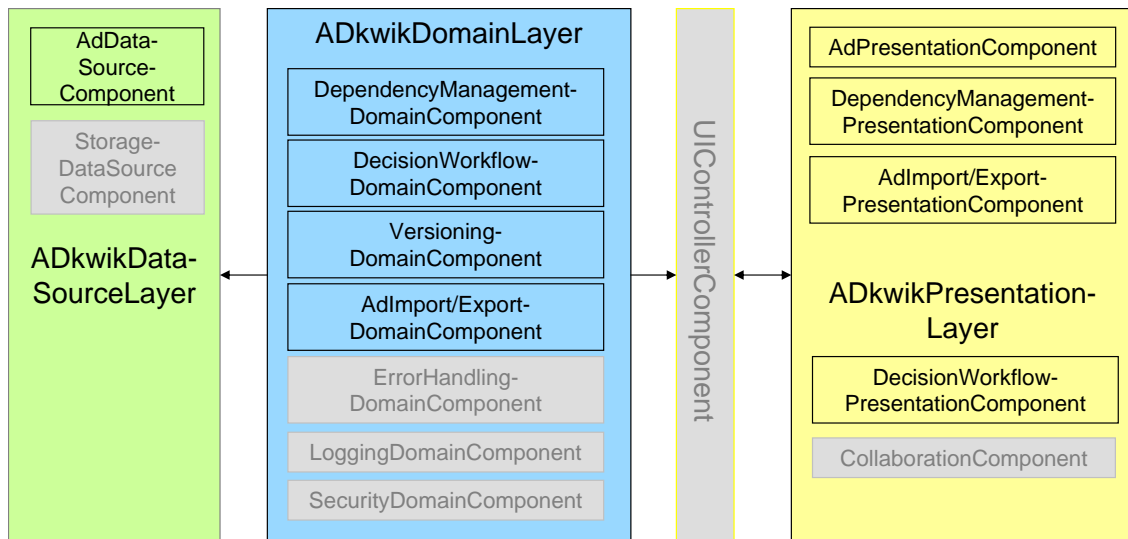 AdData-
Source-
Component
Storage-
DataSource
Component
ADkwikData-
SourceLayer
ADkwikDomainLayer
DependencyManagement-
DomainComponent
DecisionWorkflow-
DomainComponent
Versioning-
DomainComponent
AdImport/Export-
DomainComponent
ErrorHandling-
DomainComponent
LoggingDomainComponent
SecurityDomainComponent
UIControllerComponent
AdPresentationComponent
DependencyManagement-
PresentationComponent
AdImport/Export-
PresentationComponent
ADkwikPresentation-
Layer
DecisionWorkflow-
PresentationComponent
CollaborationComponent